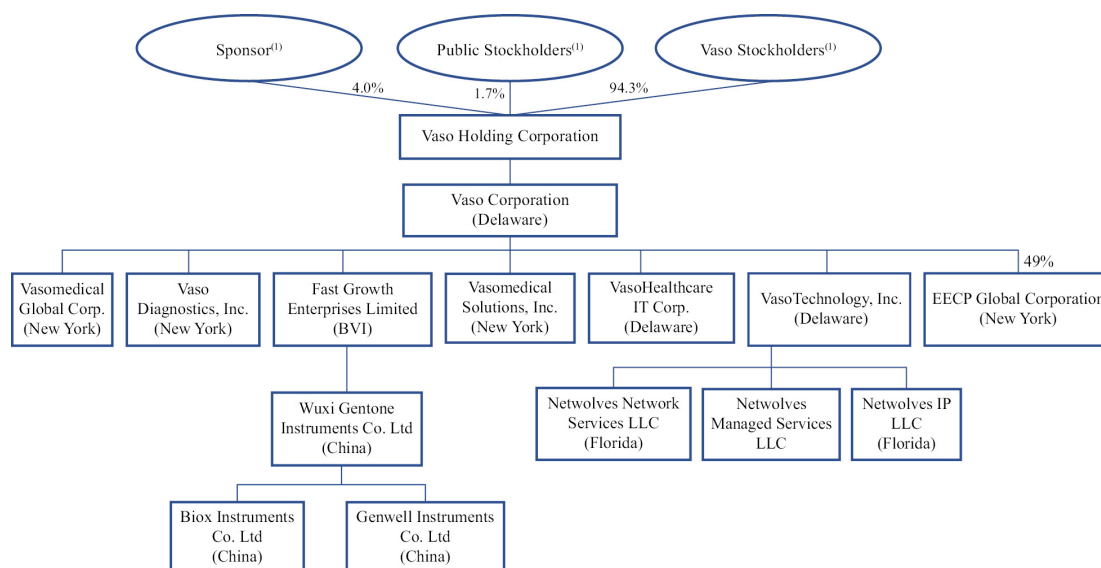 Sponsor(1)
Public Stockholders(1)
Vaso Stockholders(1)
4.0%
1.7%
94.3%
Vaso Holding Corporation
Vaso Corporation
(Delaware)
49%
Vasomedical
Global Corp.
(New York)
Vaso
Diagnostics, Inc.
(New York)
Fast Growth
Enterprises Limited
(BVI)
Vasomedical
Solutions, Inc.
(New York)
VasoHealthcare
IT Corp.
(Delaware)
VasoTechnology, Inc.
(Delaware)
EECP Global Corporation
(New York)
Wuxi Gentone
Instruments Co. Ltd
(China)
Netwolves Network
Services LLC
(Florida)
Netwolves
Managed Services
LLC
Netwolves IP
LLC
(Florida)
Biox Instruments
Co. Ltd
(China)
Genwell Instruments
Co. Ltd
(China)